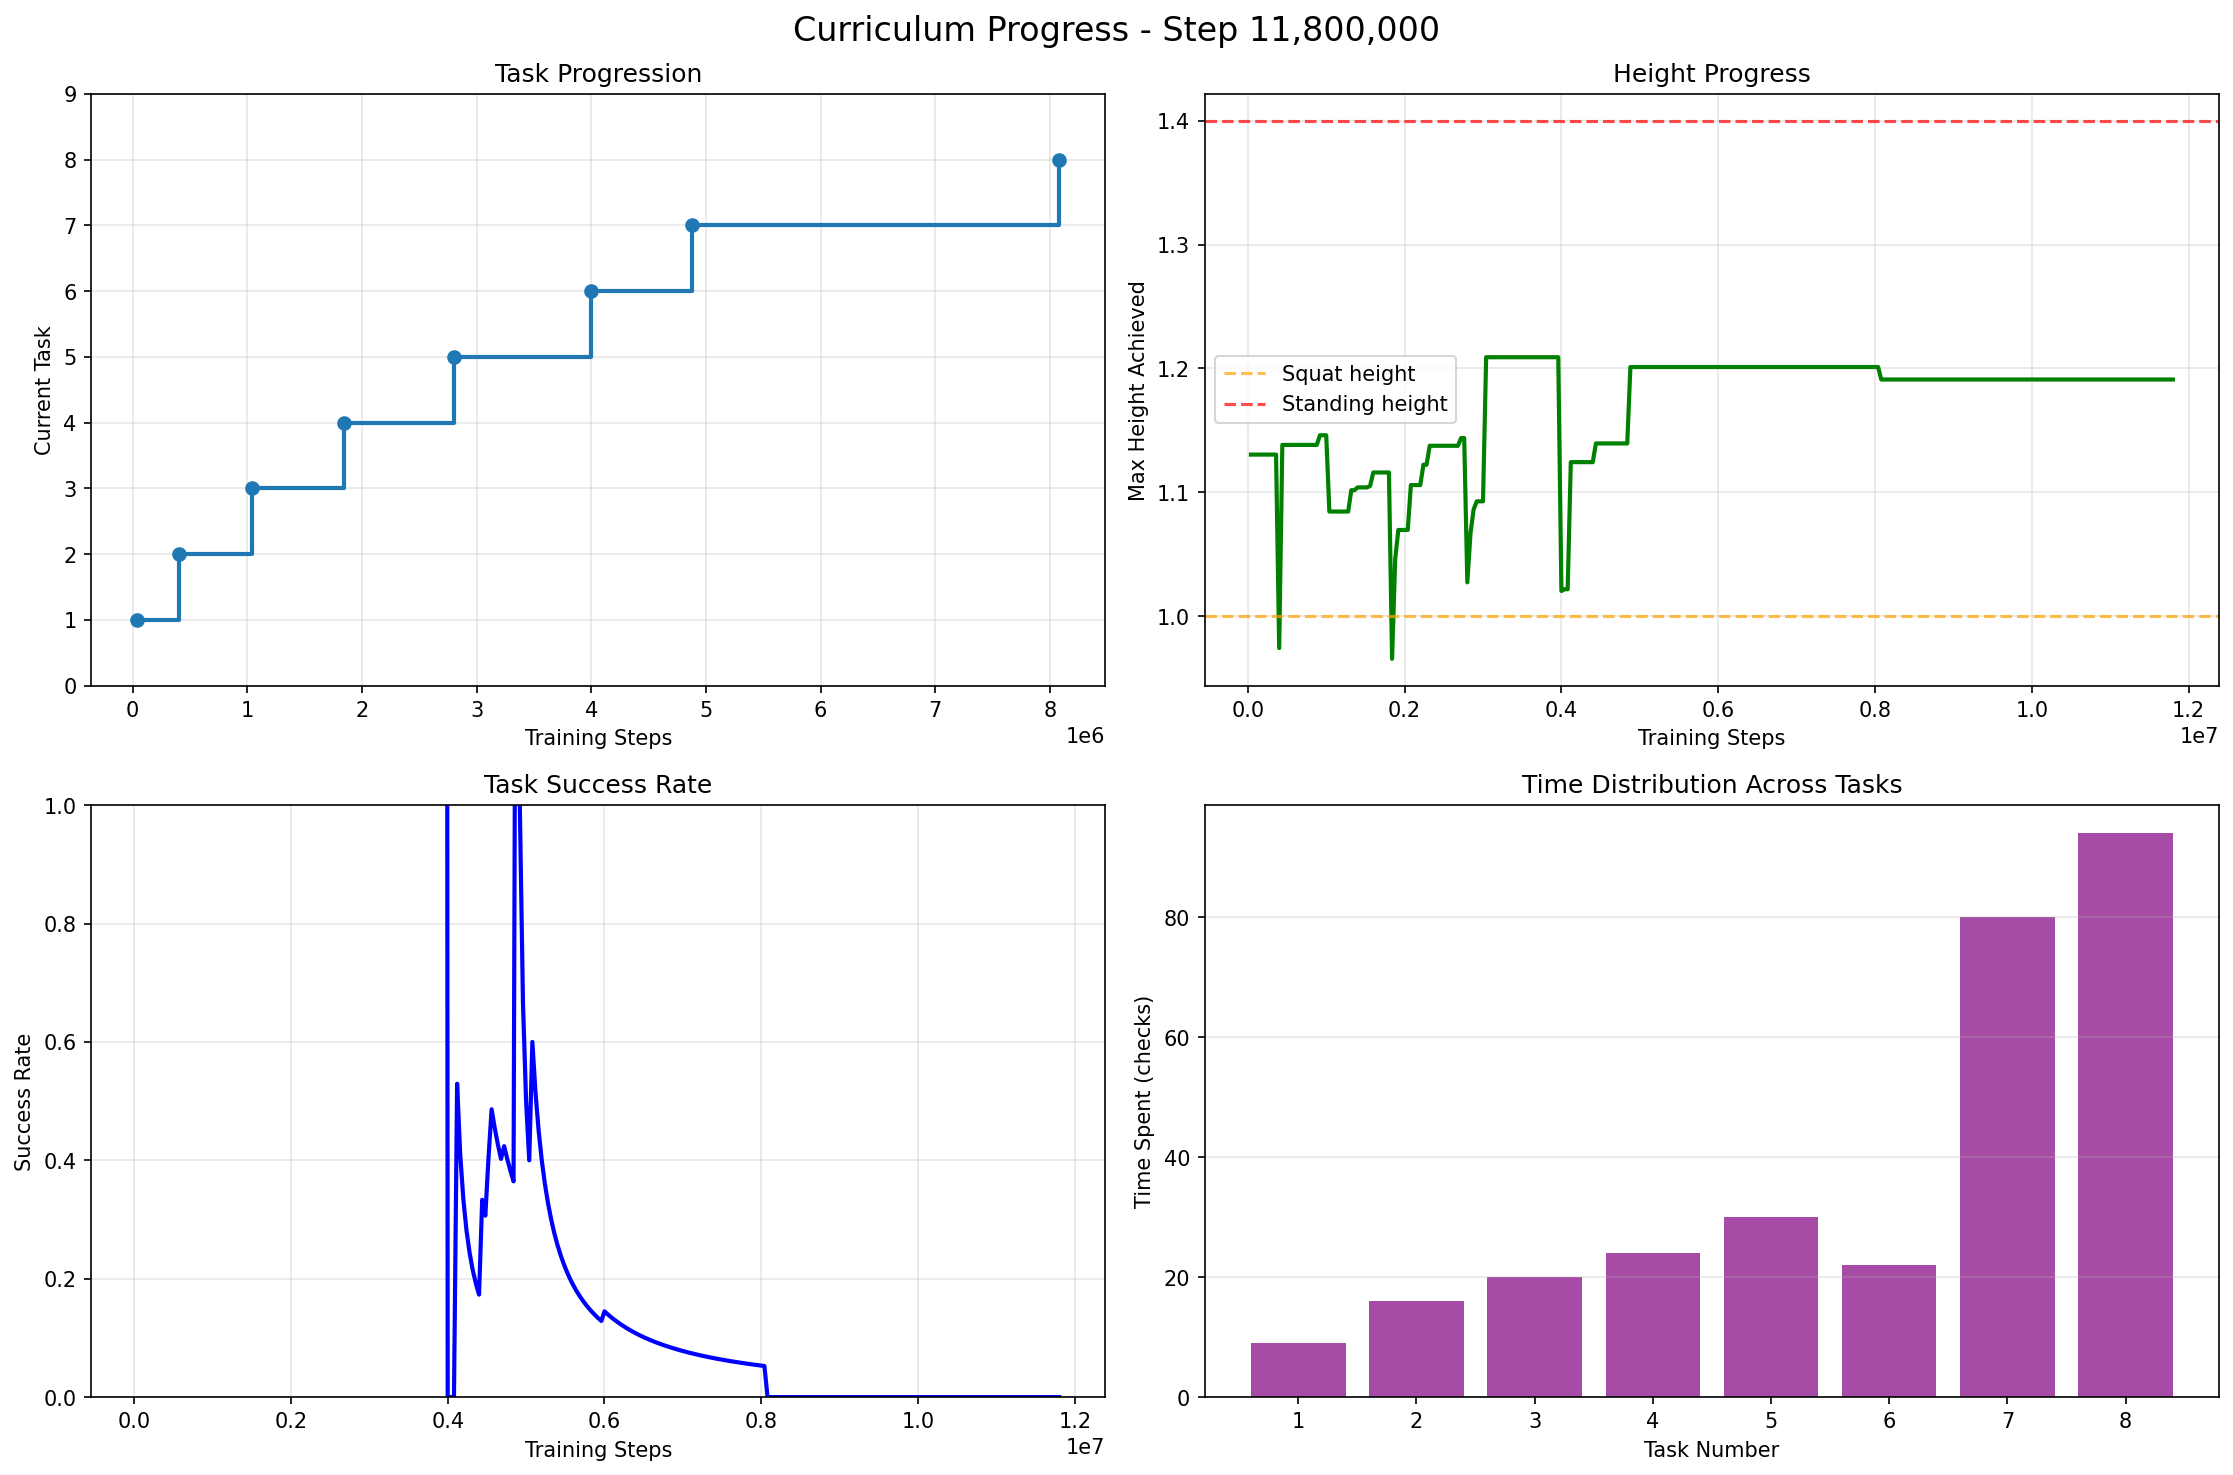 Curriculum Progress - Step 11,800,000
Task Progression
Current Task
9
8
7
6
5
4
3
2
1
0
0 1 2 3 4 5 6 7 8
1e6
Training Steps
Height Progress
Max Height Achieved
1.4
1.3
1.2
1.1
1.0
Squat height
Standing height
0.0 0.2 0.4 0.6 0.8 1.0 1.2
1e7
Training Steps
Task Success Rate
Success Rate
1.0
0.8
0.6
0.4
0.2
0.0
0.0 0.2 0.4 0.6 0.8 1.0 1.2
1e7
Training Steps
Time Distribution Across Tasks
Time Spent (checks)
80
60
40
20
0
1 2 3 4 5 6 7 8
Task Number